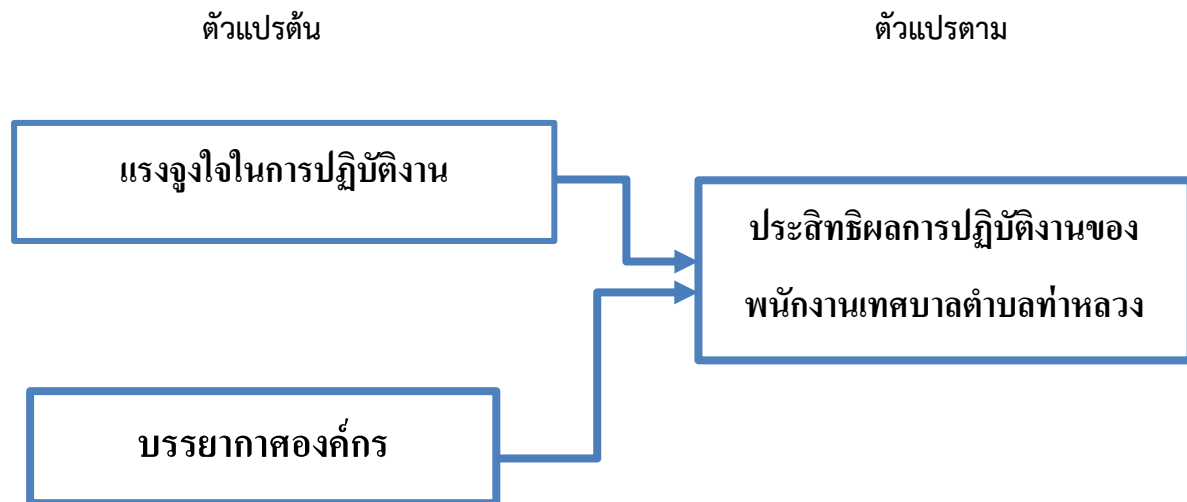 ตัวแปรต้น
ตัวแปรตาม
แรงจูงใจในการปฏิบัติงาน
ประสิทธิผลการปฏิบัติงานของ
พนักงานเทศบาลตำบลท่าหลวง
บรรยากาศองค์กร